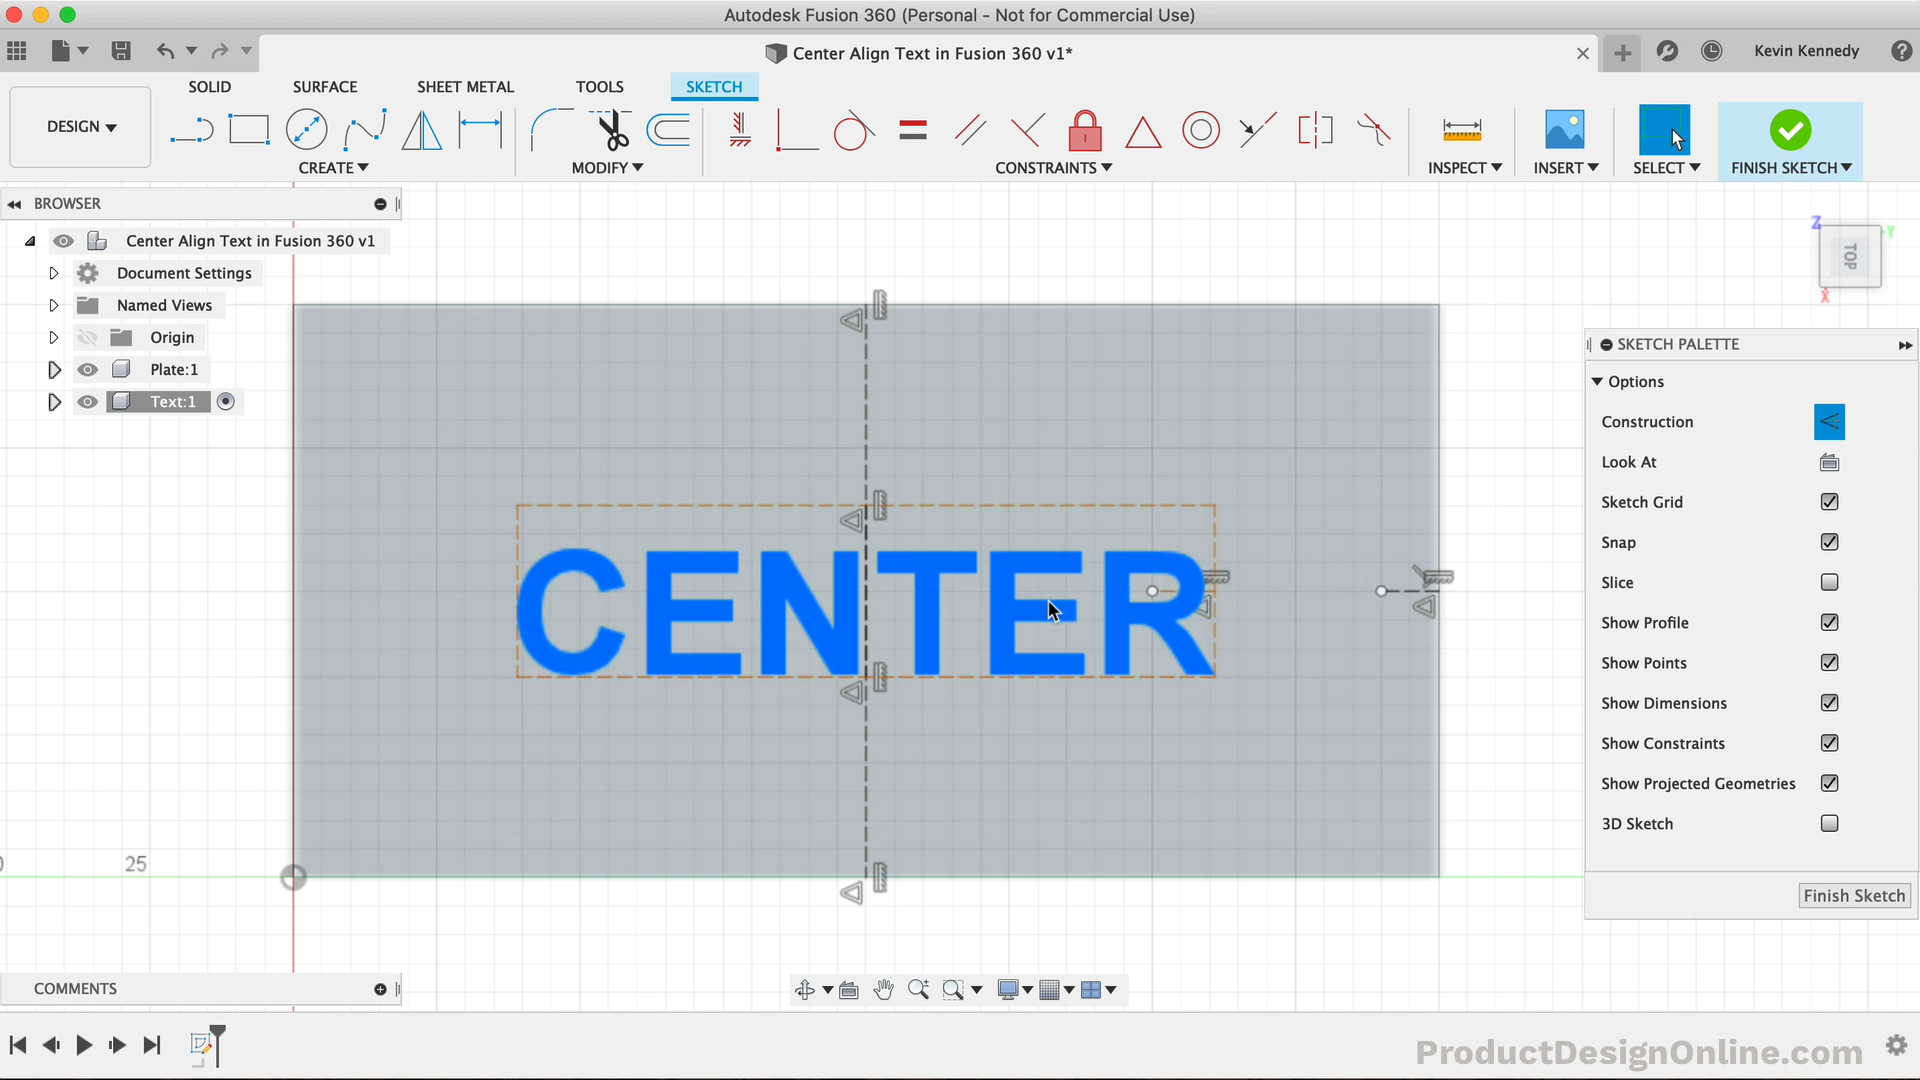 Autodesk Fusion 360 (Personal - Not for Commercial Use)
Center Align Text in Fusion 360 v1*
Kevin Kennedy
SOLID SURFACE SHEET METAL TOOLS SKETCH
DESIGN
CREATE MODIFY CONSTRAINTS INSPECT INSERT SELECT FINISH SKETCH
BROWSER
Center Align Text in Fusion 360 v1
Document Settings
Named Views
Origin
Plate:1
Text:1
Z
Y
TOP
X
CENTER
SKETCH PALETTE
Options
Construction
Look At
Sketch Grid
Snap
Slice
Show Profile
Show Points
Show Dimensions
Show Constraints
Show Projected Geometries
3D Sketch
Finish Sketch
0 25
COMMENTS
ProductDesignOnline.com